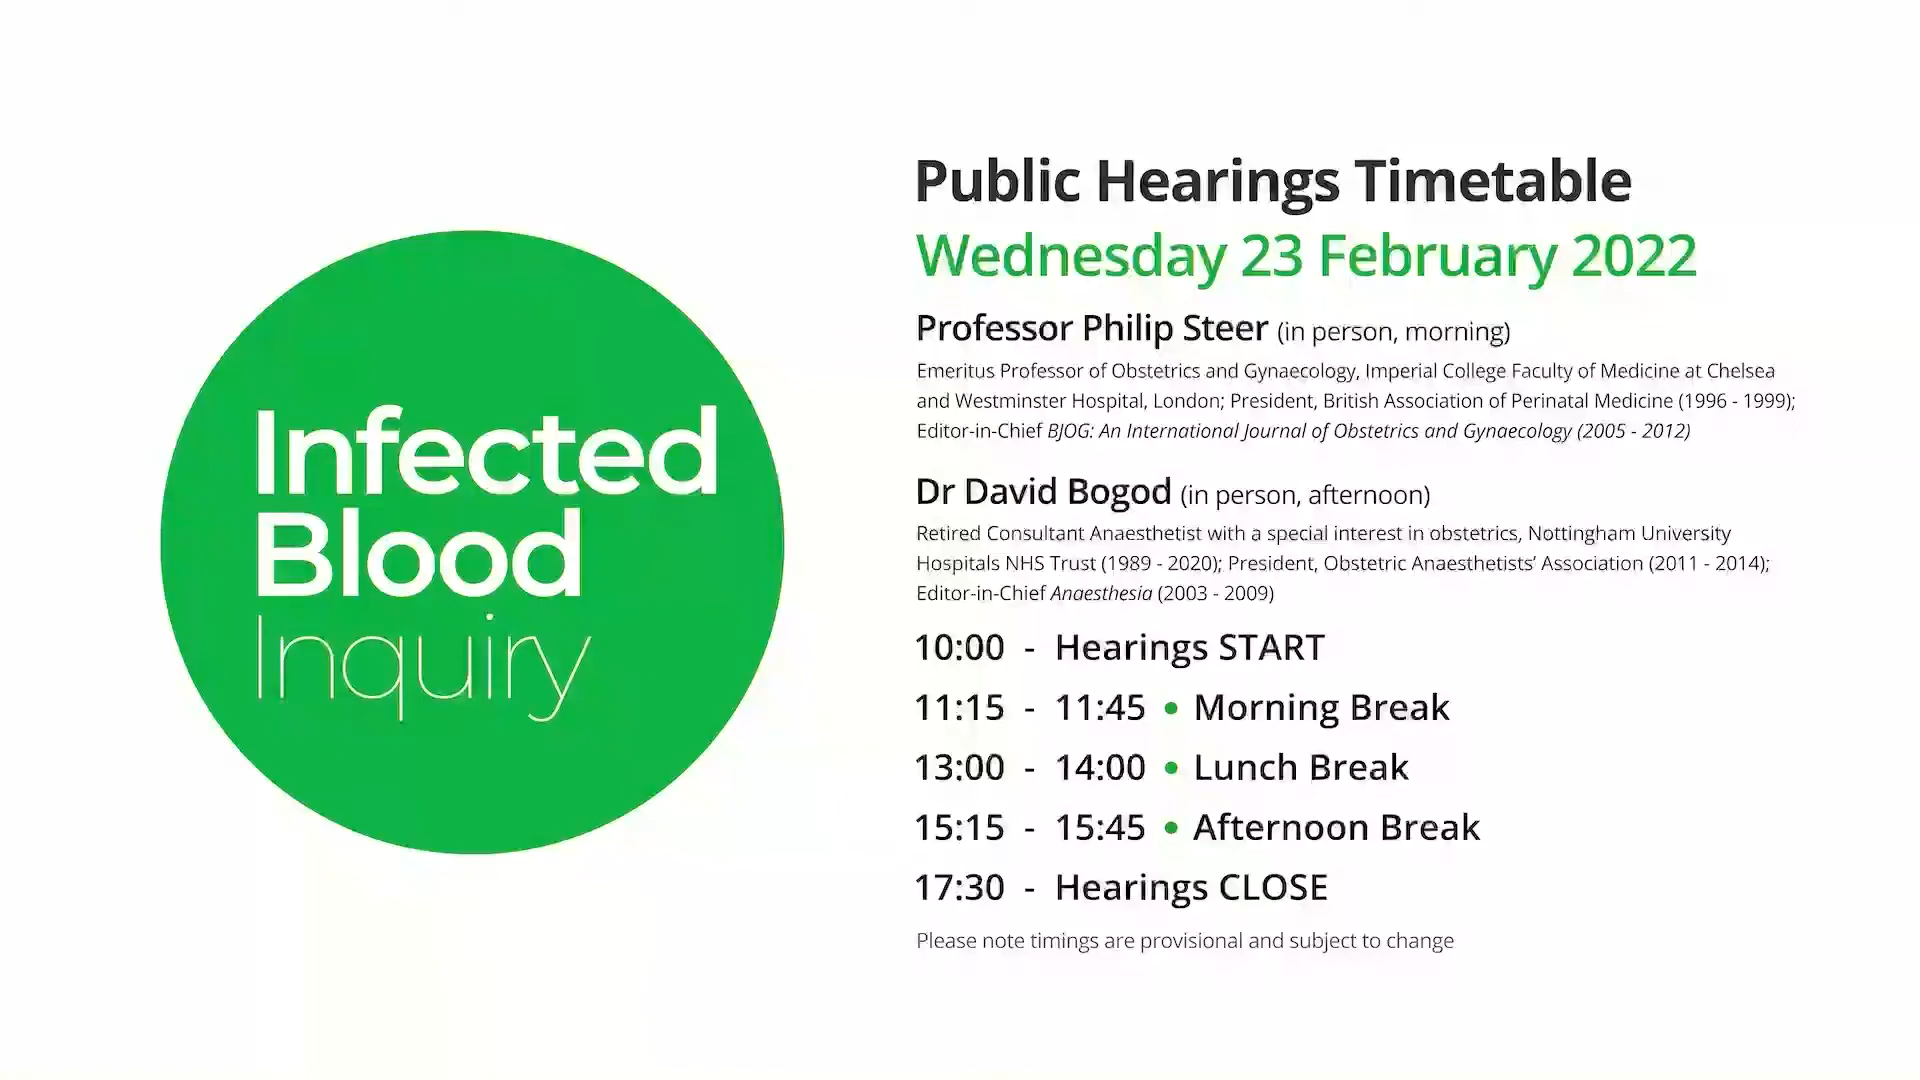 Infected
Blood
Inquiry
Public Hearings Timetable
Wednesday 23 February 2022
Professor Philip Steer (in person, morning)
Emeritus Professor of Obstetrics and Gynaecology, Imperial College Faculty of Medicine at Chelsea
and Westminster Hospital, London; President, British Association of Perinatal Medicine (1996 - 1999);
Editor-in-Chief BJOG: An International Journal of Obstetrics and Gynaecology (2005 - 2012)
Dr David Bogod (in person, afternoon)
Retired Consultant Anaesthetist with a special interest in obstetrics, Nottingham University
Hospitals NHS Trust (1989 - 2020); President, Obstetric Anaesthetists’ Association (2011 - 2014);
Editor-in-Chief Anaesthesia (2003 - 2009)
10:00 - Hearings START
11:15 - 11:45 • Morning Break
13:00 - 14:00 • Lunch Break
15:15 - 15:45 • Afternoon Break
17:30 - Hearings CLOSE
Please note timings are provisional and subject to change